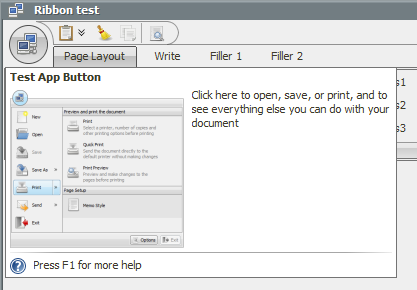 Ribbon test
Page Layout Write Filler 1 Filler 2
Test App Button
Click here to open, save, or print, and to
see everything else you can do with your
document
New
Open
Save
Save As
Print
Send
Exit
Preview and print the document
Print
Select a printer, number of copies and
other printing options before printing
Quick Print
Send the document directly to the
default printer without making changes
Print Preview
Preview and make changes to the
pages before printing
Page Setup
Memo Style
Options Exit
s1
s2
s3
Press F1 for more help